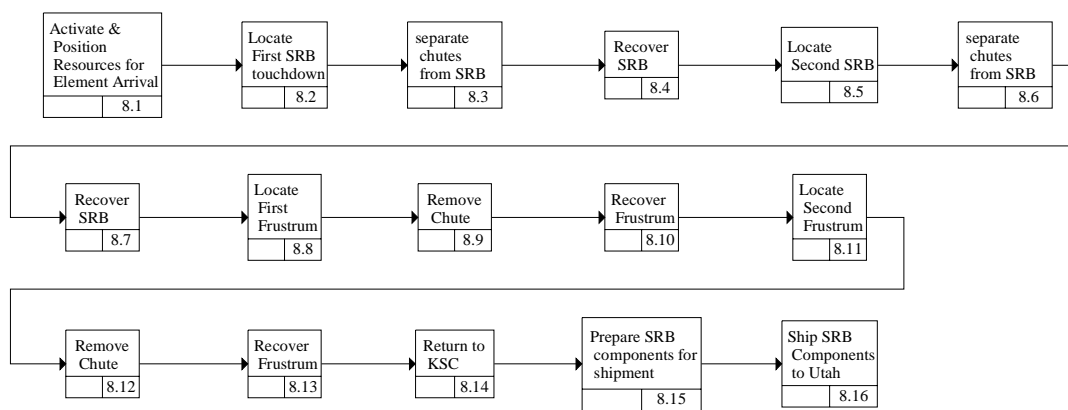 Activate &
Position
Resources for
Element Arrival
8.1
Locate
First SRB
touchdown
8.2
separate
chutes
from SRB
8.3
Recover
SRB
8.4
Locate
Second SRB
8.5
separate
chutes
from SRB
8.6
Recover
SRB
8.7
Locate
First
Frustrum
8.8
Remove
Chute
8.9
Recover
Frustrum
8.10
Locate
Second
Frustrum
8.11
Remove
Chute
8.12
Recover
Frustrum
8.13
Return to
KSC
8.14
Prepare SRB
components for
shipment
8.15
Ship SRB
Components
to Utah
8.16